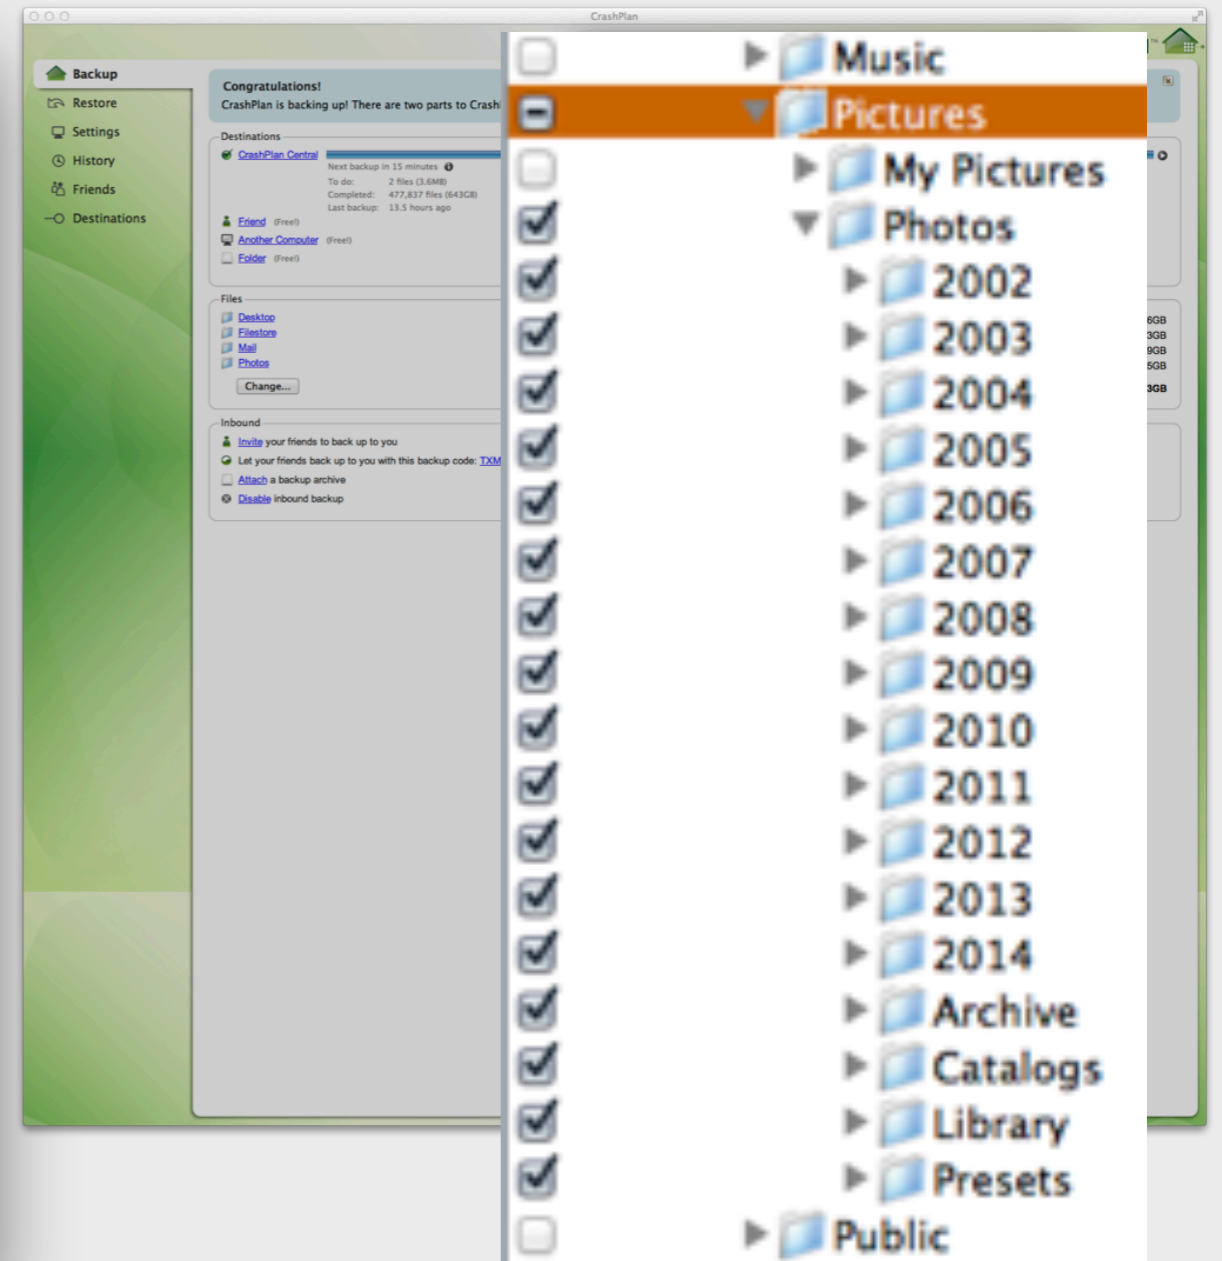 CrashPlan
Backup
Restore
Settings
History
Friends
Destinations
Congratulations!
CrashPlan is backing up! There are two parts to Crash
Destinations
CrashPlan Central
Next backup in 15 minutes
To do: 2 files (3.6MB)
Completed: 477,837 files (643GB)
Last backup: 13.5 hours ago
Friend (Free!)
Another Computer (Free!)
Folder (Free!)
Files
Desktop
Filestore
Mail
Photos
Change...
6GB
3GB
9GB
5GB
3GB
Inbound
Invite your friends to back up to you
Let your friends back up to you with this backup code: TXM
Attach a backup archive
Disable inbound backup
Music
Pictures
My Pictures
Photos
2002
2003
2004
2005
2006
2007
2008
2009
2010
2011
2012
2013
2014
Archive
Catalogs
Library
Presets
Public